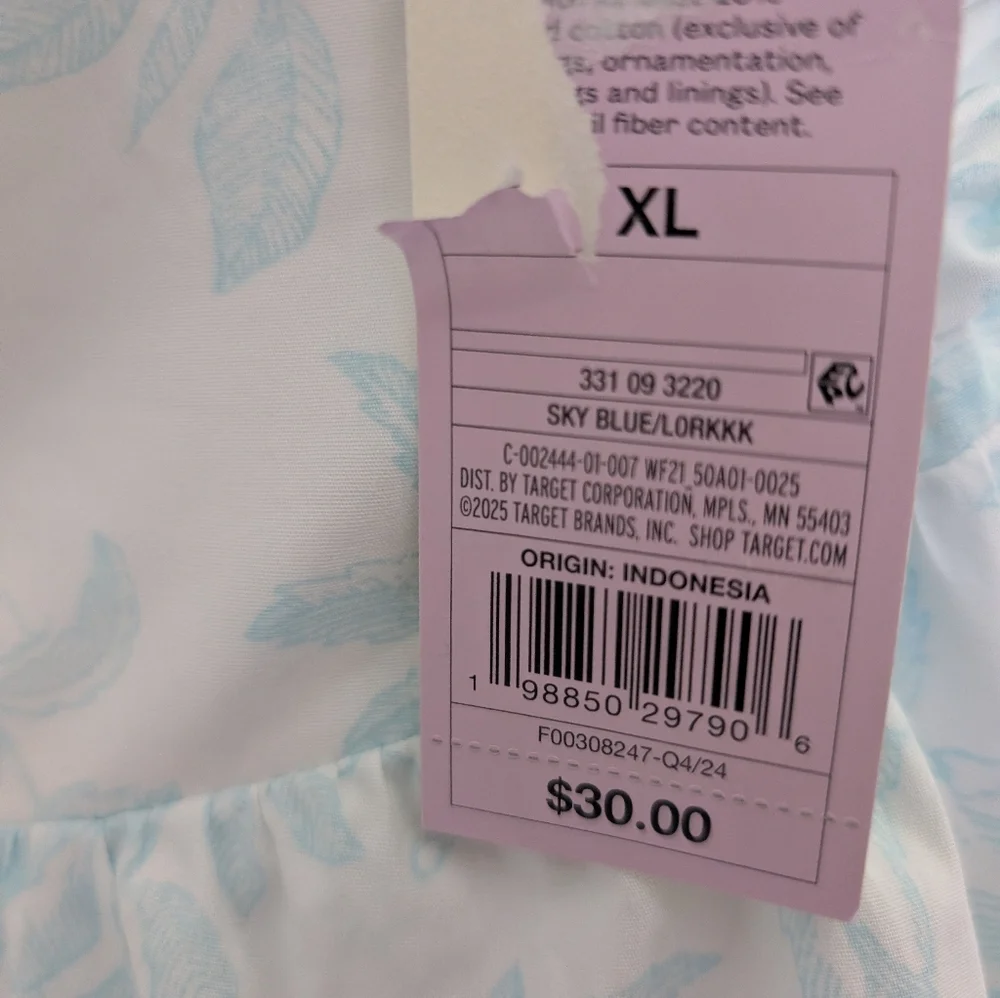 20%
cotton (exclusive of
ornamentation,
and linings). See
fiber content.
XL
331 09 3220
SKY BLUE/LORKKK
C-002444-01-007 WF21_50A01-0025
DIST. BY TARGET CORPORATION, MPLS., MN 55403
©2025 TARGET BRANDS, INC. SHOP TARGET.COM
ORIGIN: INDONESIA
1 98850 29790 6
F00308247-Q4/24
$30.00